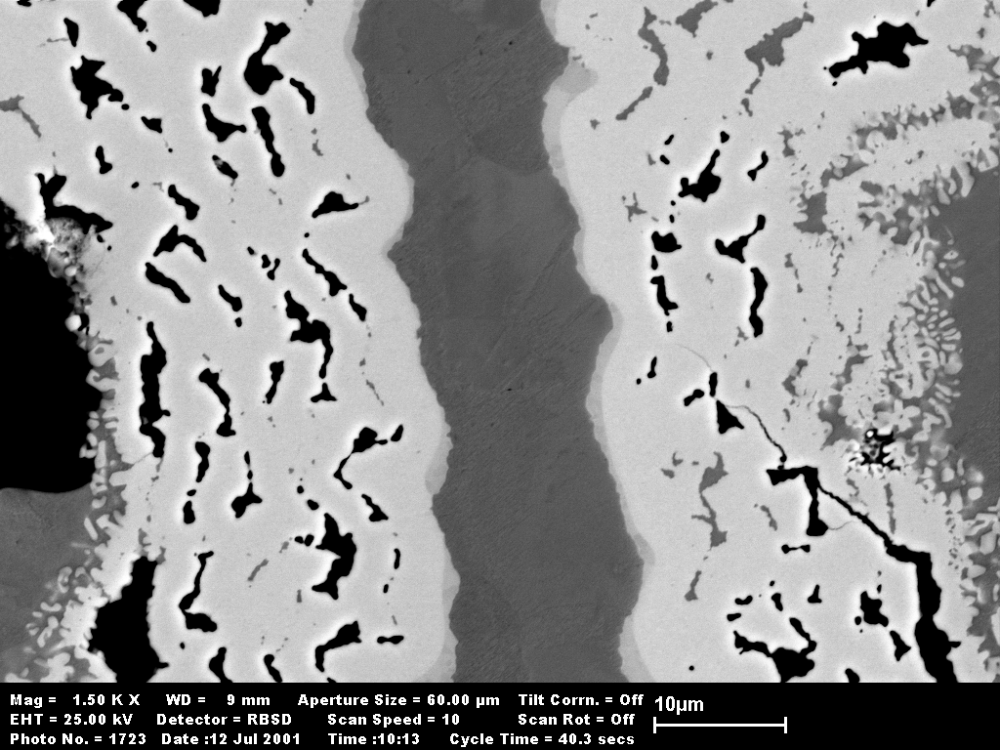 Mag = 1.50 K X WD = 9 mm Aperture Size = 60.00 µm Tilt Corrn. = Off 10µm
EHT = 25.00 kV Detector = RBSD Scan Speed = 10 Scan Rot = Off
Photo No. = 1723 Date :12 Jul 2001 Time :10:13 Cycle Time = 40.3 secs